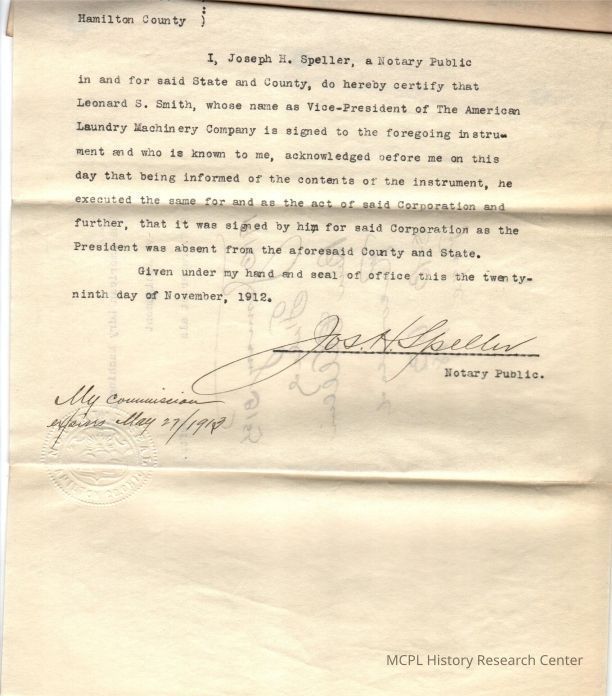 Hamilton County )
I, Joseph H. Speller, a Notary Public
in and for said State and County, do hereby certify that
Leonard S. Smith, whose name as Vice-President of The American
Laundry Machinery Company is signed to the foregoing instru-
ment and who is known to me, acknowledged before me on this
day that being informed of the contents of the instrument, he
executed the same for and as the act of said Corporation and
further, that it was signed by him for said Corporation as the
President was absent from the aforesaid County and State.
Given under my hand and seal of office this the twenty-
ninth day of November, 1912.
Jos. H. Speller
Notary Public.
My commission
expires May 27/1913
MCPL History Research Center